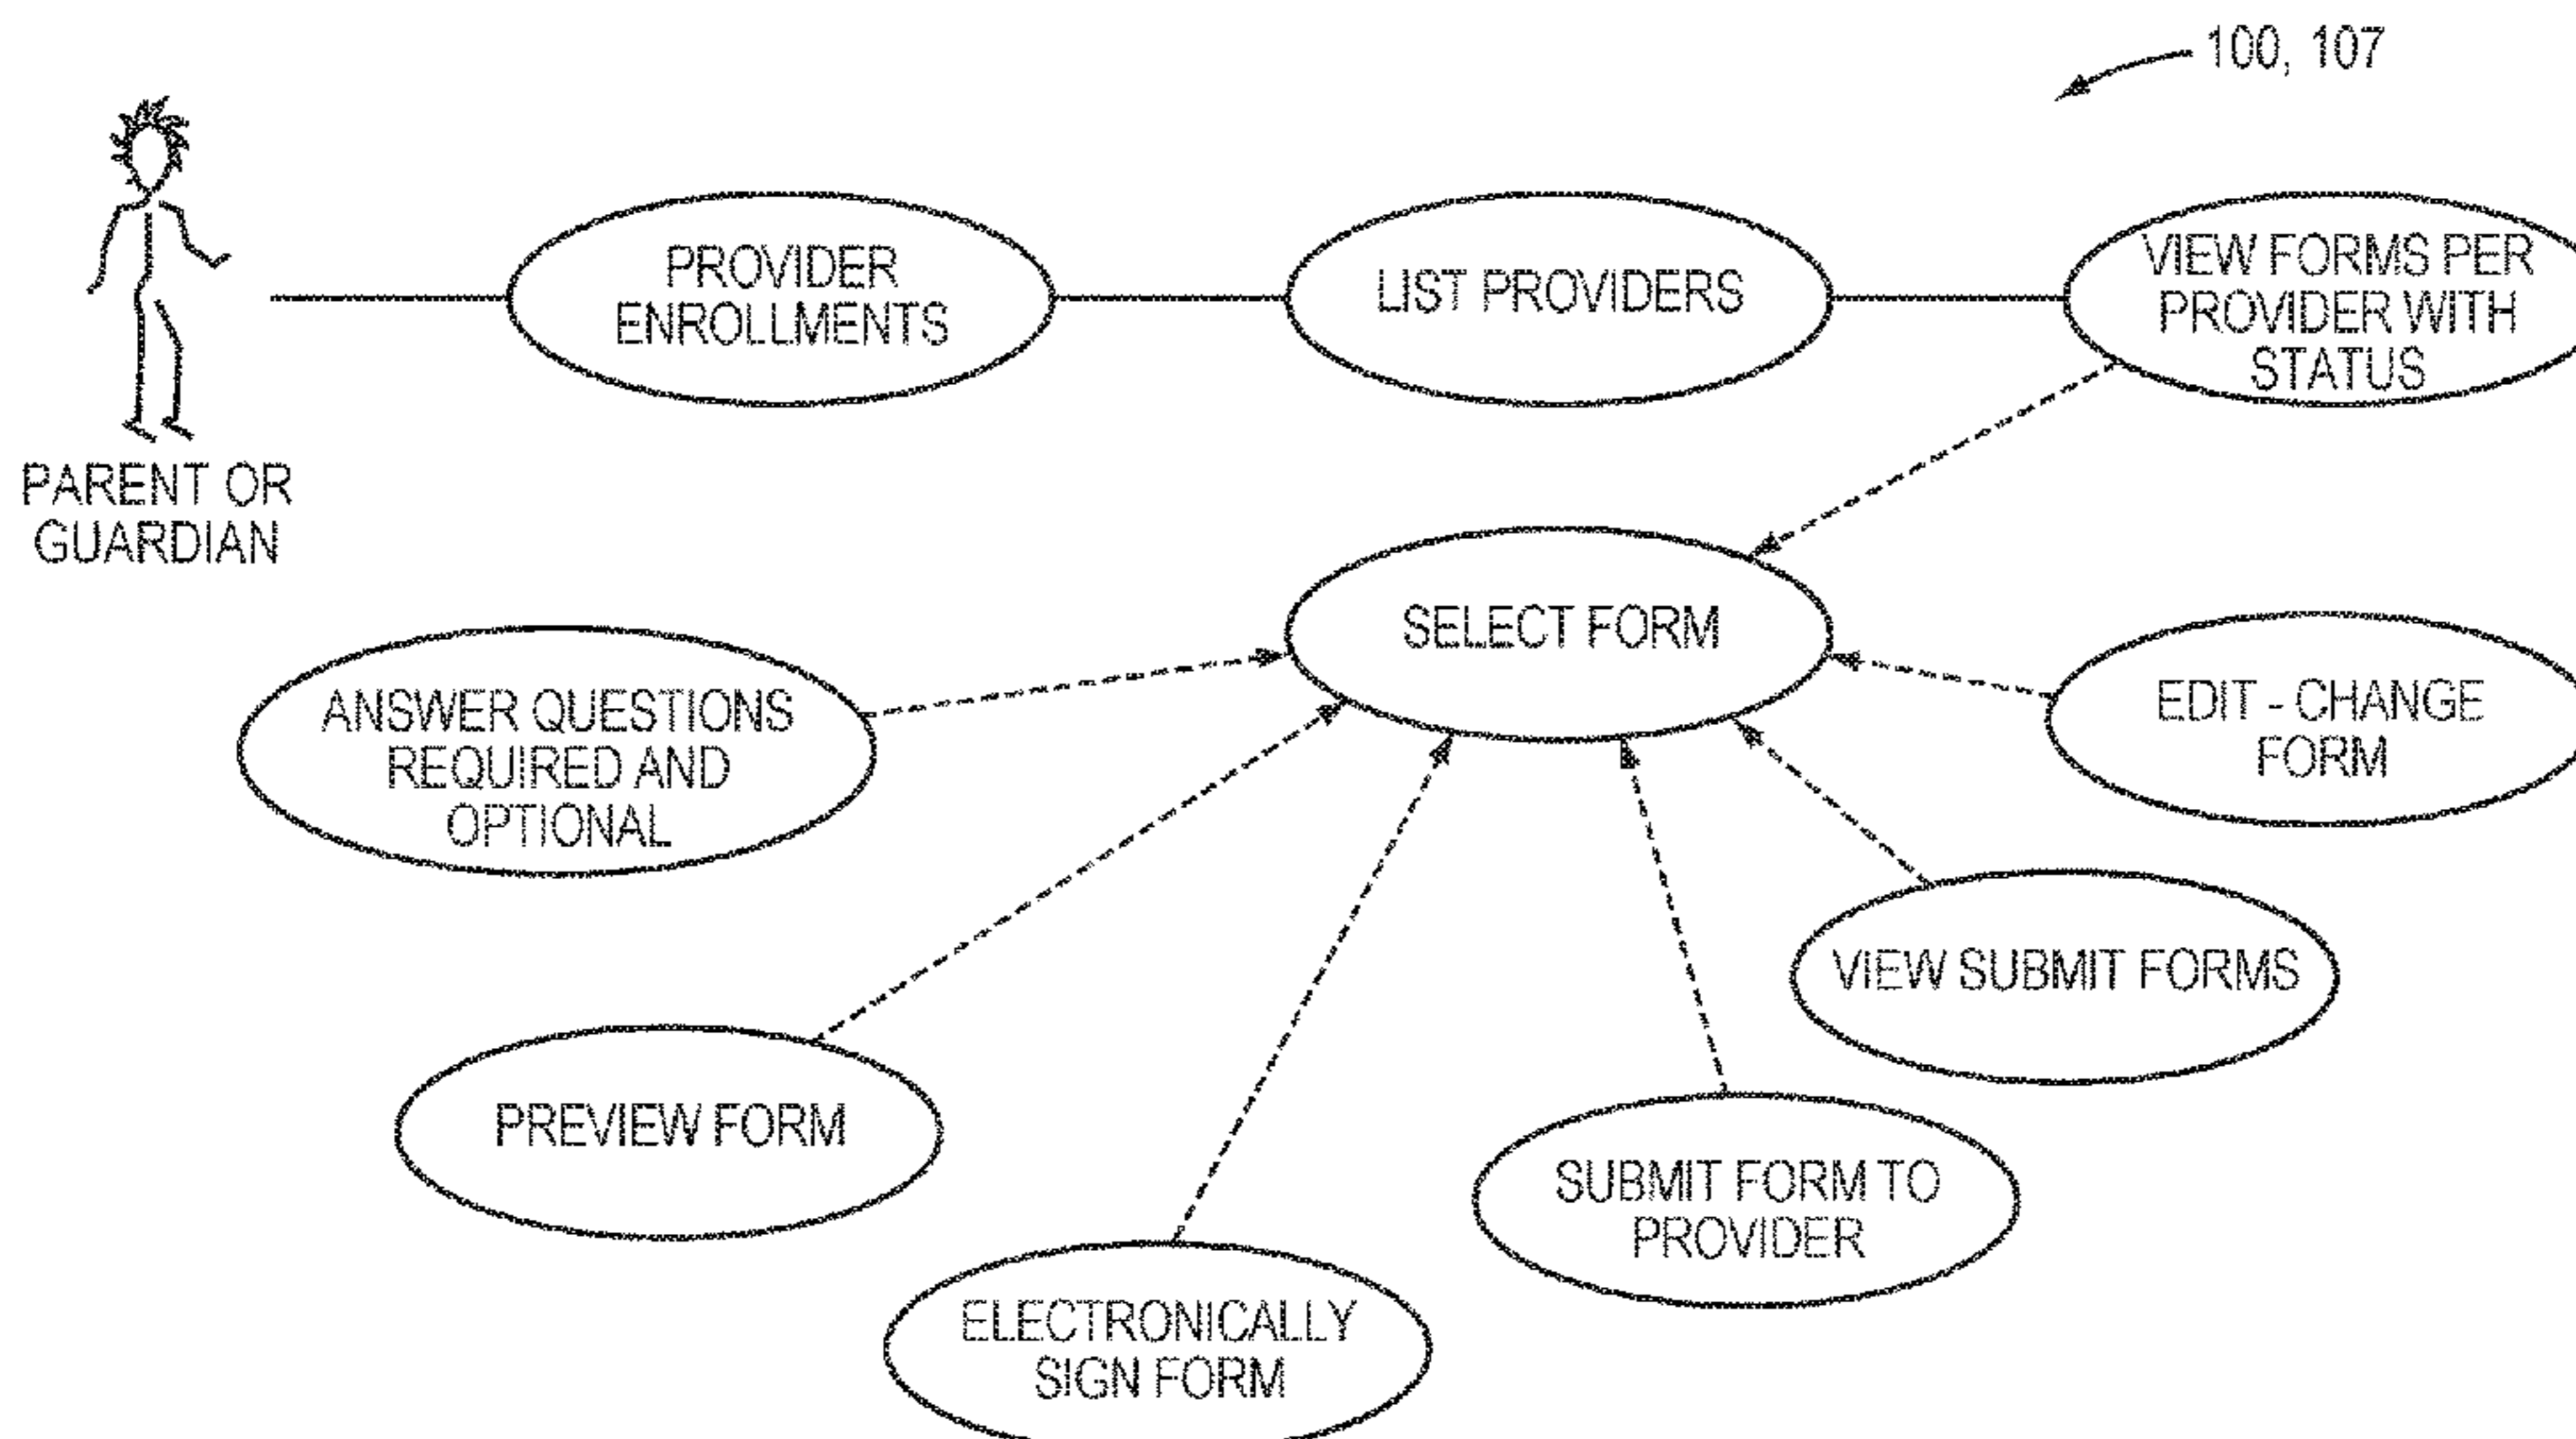 100, 107
PROVIDER
ENROLLMENTS
LIST PROVIDERS
VIEW FORMS PER
PROVIDER WITH
STATUS
PARENT OR
GUARDIAN
SELECT FORM
ANSWER QUESTIONS
REQUIRED AND
OPTIONAL
EDIT - CHANGE
FORM
VIEW SUBMIT FORMS
PREVIEW FORM
SUBMIT FORM TO
PROVIDER
ELECTRONICALLY
SIGN FORM